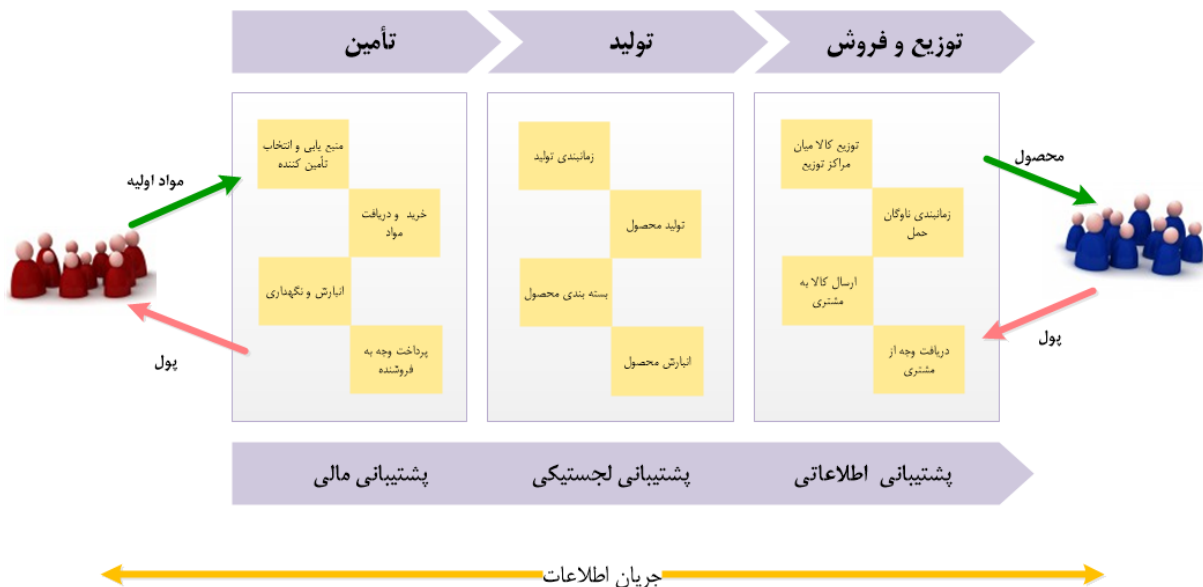 تأمین
تولید
توزیع و فروش
مواد اولیه
پول
منبع یابی و انتخاب
تأمین کننده
خرید و دریافت
مواد
انبارش و نگهداری
پرداخت وجه به
فروشنده
زمانبندی تولید
تولید محصول
بسته بندی محصول
انبارش محصول
توزیع کالا میان
مراکز توزیع
زمانبندی ناوگان
حمل
ارسال کالا به
مشتری
دریافت وجه از
مشتری
محصول
پول
پشتیبانی مالی
پشتیبانی لجستیکی
پشتیبانی اطلاعاتی
جریان اطلاعات